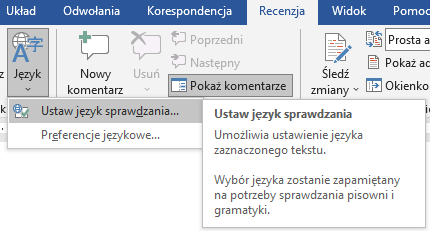 Układ Odwołania Korespondencja Recenzja Widok Pomoc
Poprzedni
Następny
Pokaż komentarze
Język
Nowy komentarz
Usuń
Śledź zmiany
Prosta a
Pokaż ad
Okienko
Ustaw język sprawdzania...
Preferencje językowe...
Ustaw język sprawdzania
Umożliwia ustawienie języka
zaznaczonego tekstu.
Wybór języka zostanie zapamiętany
na potrzeby sprawdzania pisowni i
gramatyki.